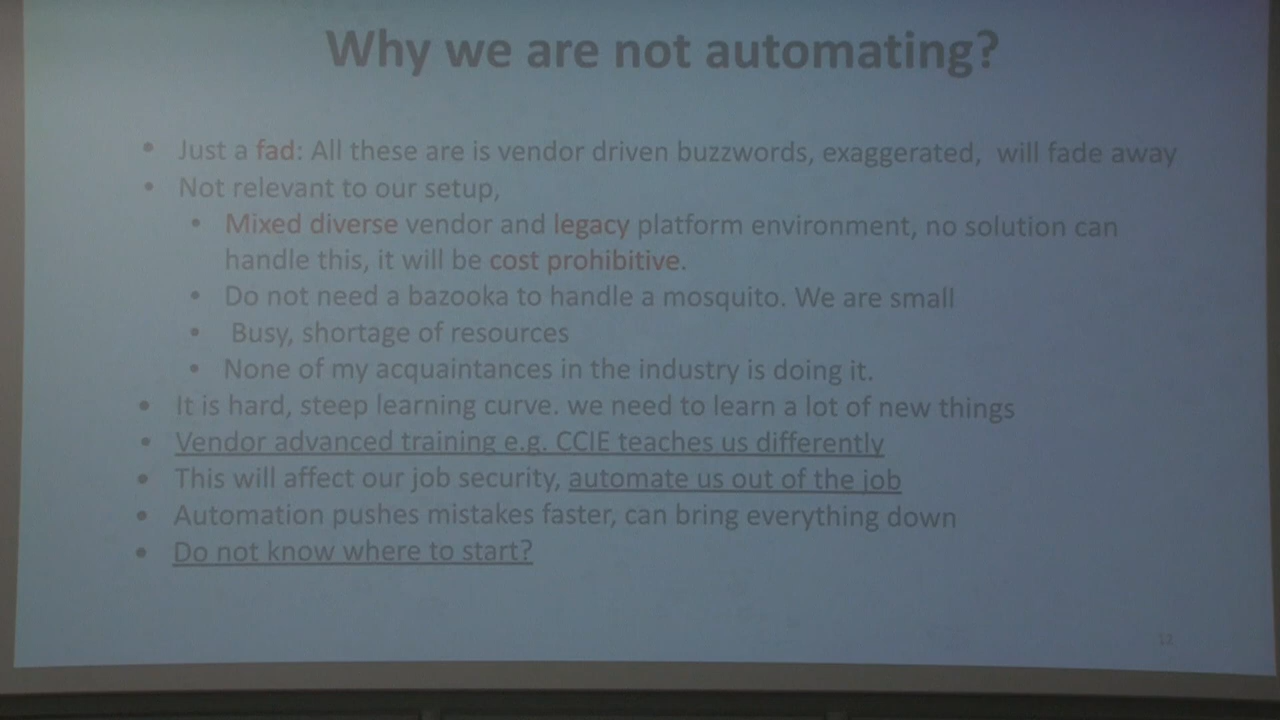 Why we are not automating?
• Just a fad: All these are is vendor driven buzzwords, exaggerated, will fade away
• Not relevant to our setup,
• Mixed diverse vendor and legacy platform environment, no solution can
handle this, it will be cost prohibitive.
• Do not need a bazooka to handle a mosquito. We are small
• Busy, shortage of resources
• None of my acquaintances in the industry is doing it.
• It is hard, steep learning curve. we need to learn a lot of new things
• Vendor advanced training e.g. CCIE teaches us differently
• This will affect our job security, automate us out of the job
• Automation pushes mistakes faster, can bring everything down
• Do not know where to start?
12